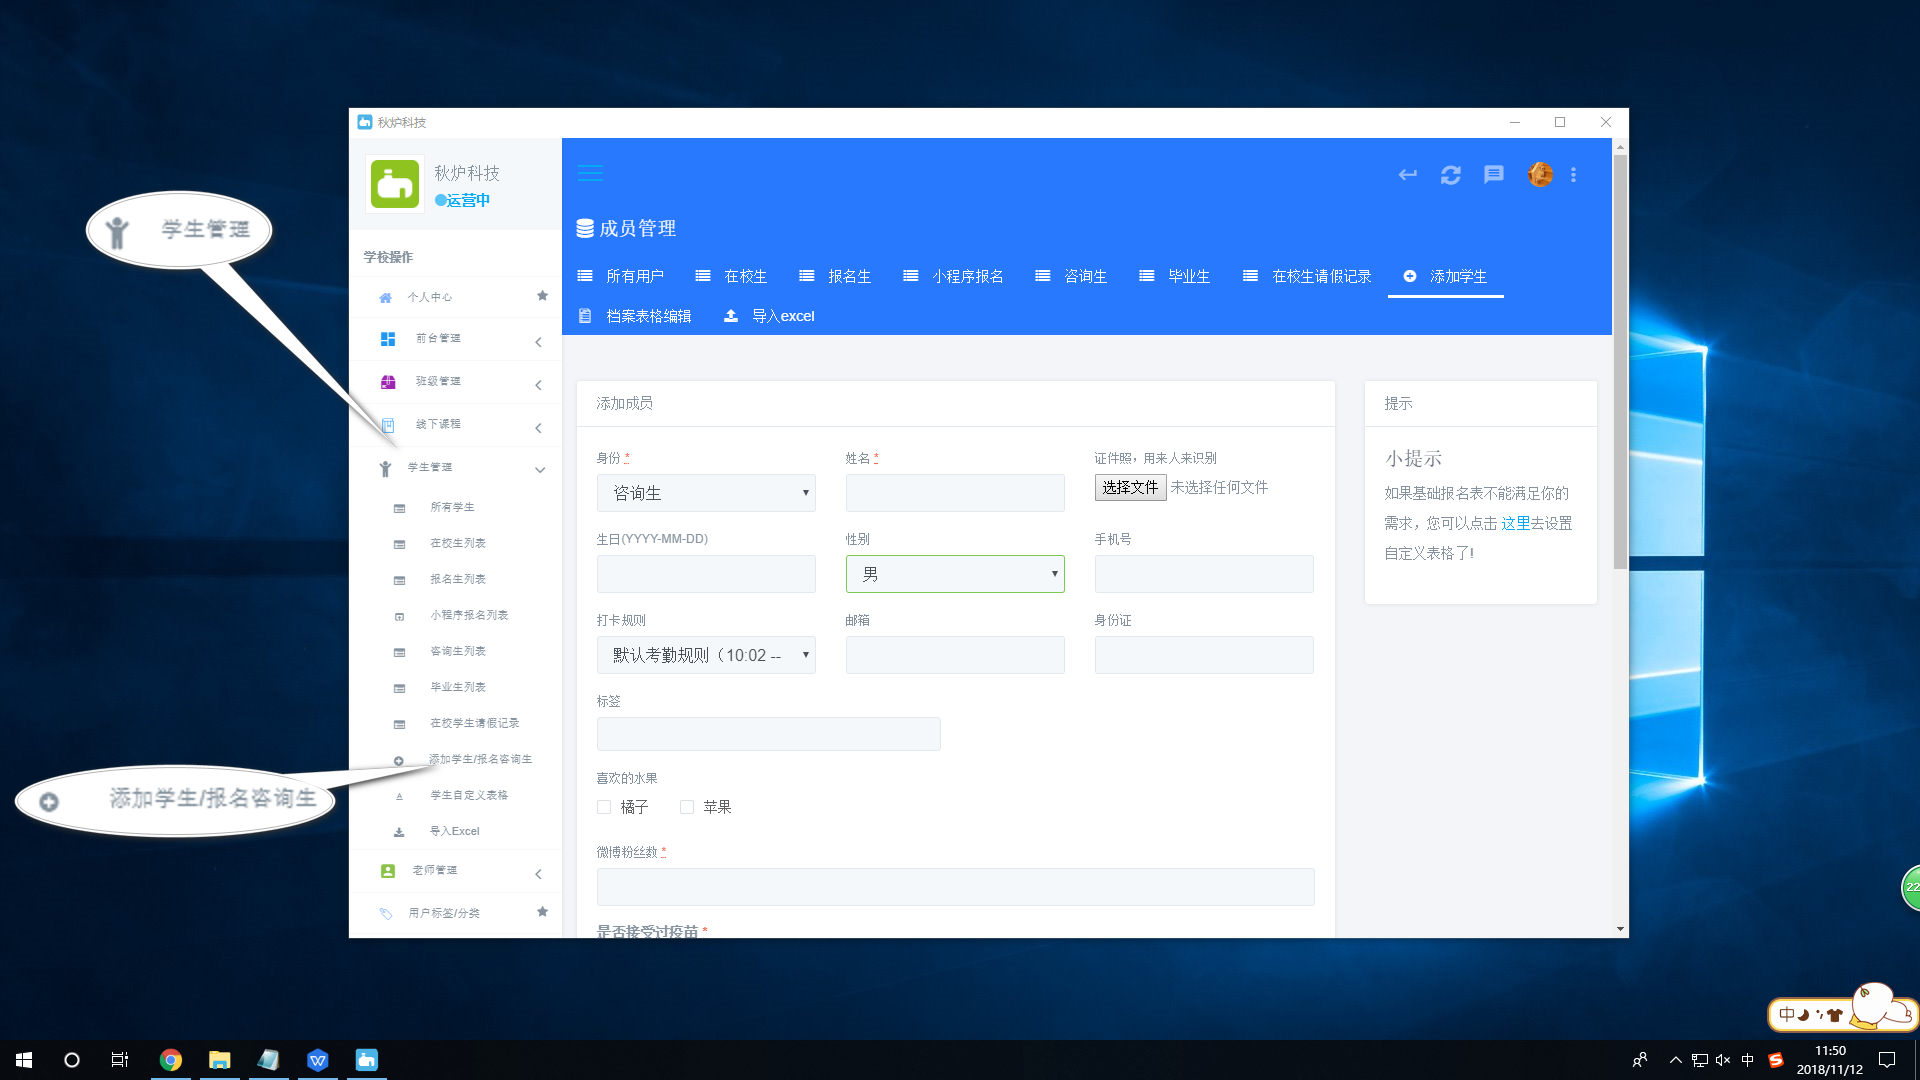 秋炉科技
秋炉科技
运营中
学校操作
个人中心
前台管理
班级管理
线下课程
学生管理
所有学生
在校生列表
报名生列表
小程序报名列表
咨询生列表
毕业生列表
在校学生请假记录
添加学生/报名咨询生
学生自定义表格
导入Excel
老师管理
用户标签/分类
学生管理
添加学生/报名咨询生
成员管理
所有用户 在校生 报名生 小程序报名 咨询生 毕业生 在校生请假记录 添加学生
档案表格编辑 导入excel
添加成员
身份 * 姓名 * 证件照，用来人来识别
咨询生 选择文件 未选择任何文件
生日(YYYY-MM-DD) 性别 手机号
男
打卡规则 邮箱 身份证
默认考勤规则（10:02 --
标签
喜欢的水果
橘子 苹果
微博粉丝数 *
是否接受过疫苗 *
提示
小提示
如果基础报名表不能满足你的
需求，您可以点击 这里去设置
自定义表格了!
22
中
中
11:50
2018/11/12